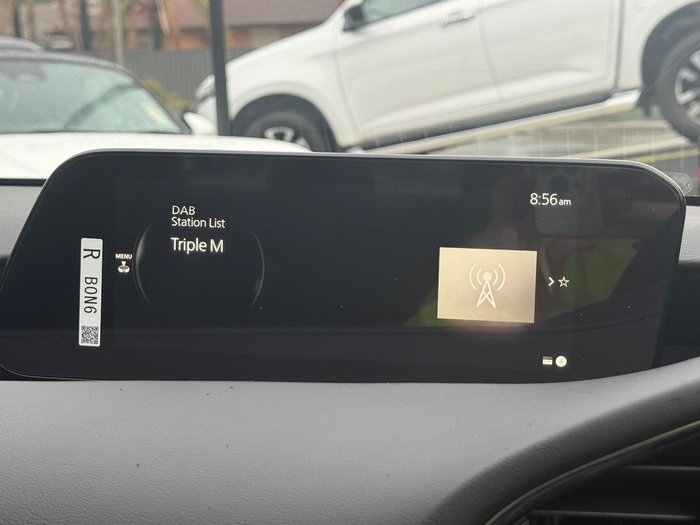 DAB
Station List
Triple M
MENU
8:56am
R BON6